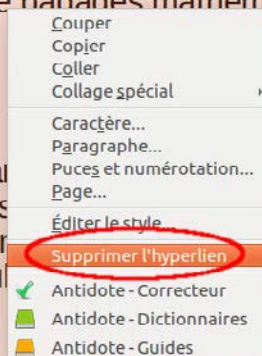 Couper
Copier
Coller
Collage spécial
Caractère...
Paragraphe...
Puces et numérotation...
Page...
Éditer le style...
Supprimer l'hyperlien
Antidote - Correcteur
Antidote - Dictionnaires
Antidote - Guides